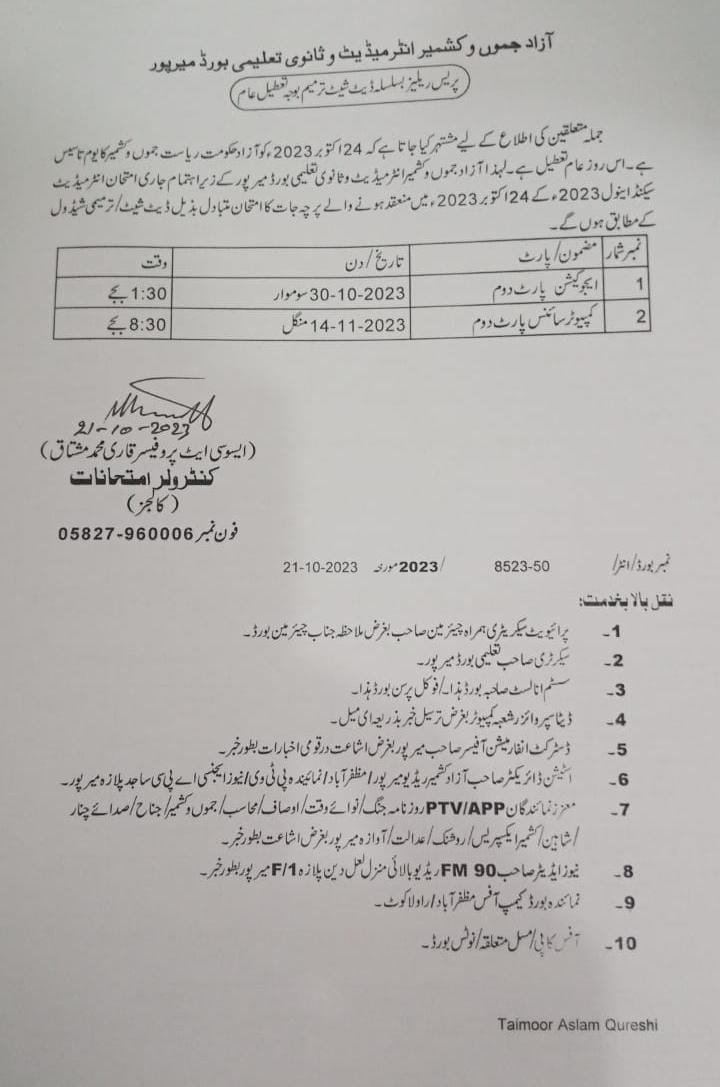 آزاد جموں و کشمیر انٹرمیڈیٹ و ثانوی تعلیمی بورڈ میرپور
پریس ریلیز بسلسلہ ڈیٹ شیٹ ترمیم بوجہ تعطیل عام
جملہ متعلقین کی اطلاع کے لیے مشتہر کیا جاتا ہے کہ 24 اکتوبر 2023ء کو آزاد حکومت ریاست جموں و کشمیر کا یوم تاسیس
ہے۔ اس روز عام تعطیل ہے۔ لہذا آزاد جموں و کشمیر انٹرمیڈیٹ و ثانوی تعلیمی بورڈ میرپور کے زیر اہتمام جاری امتحان انٹرمیڈیٹ
سیکنڈ اینول 2023ء کے 24 اکتوبر 2023ء میں منعقد ہونے والے پرچہ جات کا امتحان متبادل بذیل ڈیٹ شیٹ / ترمیمی شیڈول
کے مطابق ہوں گے۔
نمبر شمار مضمون / پارٹ تاریخ / دن وقت
1 ایجوکیشن پارٹ دوم 30-10-2023 سوموار 1:30 بجے
2 کمپیوٹر سائنس پارٹ دوم 14-11-2023 منگل 8:30 بجے
21-10-2023
(ایسوسی ایٹ پروفیسر قاری محمد مشتاق)
کنٹرولر امتحانات
(کالجز)
فون نمبر 05827-960006
نمبر بورڈ / انٹر / 8523-50 /2023 مورخہ 21-10-2023
نقل بالا بخدمت:
1۔ پرائیویٹ سیکریٹری ہمراہ چیئرمین صاحب بغرض ملاحظہ جناب چیئرمین بورڈ۔
2۔ سیکرٹری صاحب تعلیمی بورڈ میرپور۔
3۔ سسٹم انالسٹ صاحبہ بورڈ ہذا / فوکل پرسن بورڈ ہذا۔
4۔ ڈیٹا سپروائزر شعبہ کمپیوٹر بغرض ترسیل خبر بذریعہ ای میل۔
5۔ ڈسٹرکٹ انفارمیشن آفیسر صاحب میرپور بغرض اشاعت در قومی اخبارات بطور خبر۔
6۔ اسٹیشن ڈائریکٹر صاحب آزاد کشمیر ریڈیو میرپور / مظفرآباد / نمائیندہ پی ٹی وی / نیوز ایجنسی اے پی سی ساجد پلازہ میرپور۔
7۔ معزز نمائندگان PTV/APP روزنامہ جنگ / نوائے وقت / اوصاف / محاسب / جموں و کشمیر / جناح / صدائے چنار
/ شاہین / کشمیر ایکسپریس / روشنک / عدالت / آوازہ میرپور بغرض اشاعت بطور خبر۔
8۔ نیوز ایڈیٹر صاحب FM 90 ریڈیو بالائی منزل لعل دین پلازہ F/1 میرپور بطور خبر۔
9۔ نمائندہ بورڈ کیمپ آفس مظفرآباد / راولاکوٹ۔
10۔ آفس کاپی / مسل متعلقہ / نوٹس بورڈ۔
Taimoor Aslam Qureshi